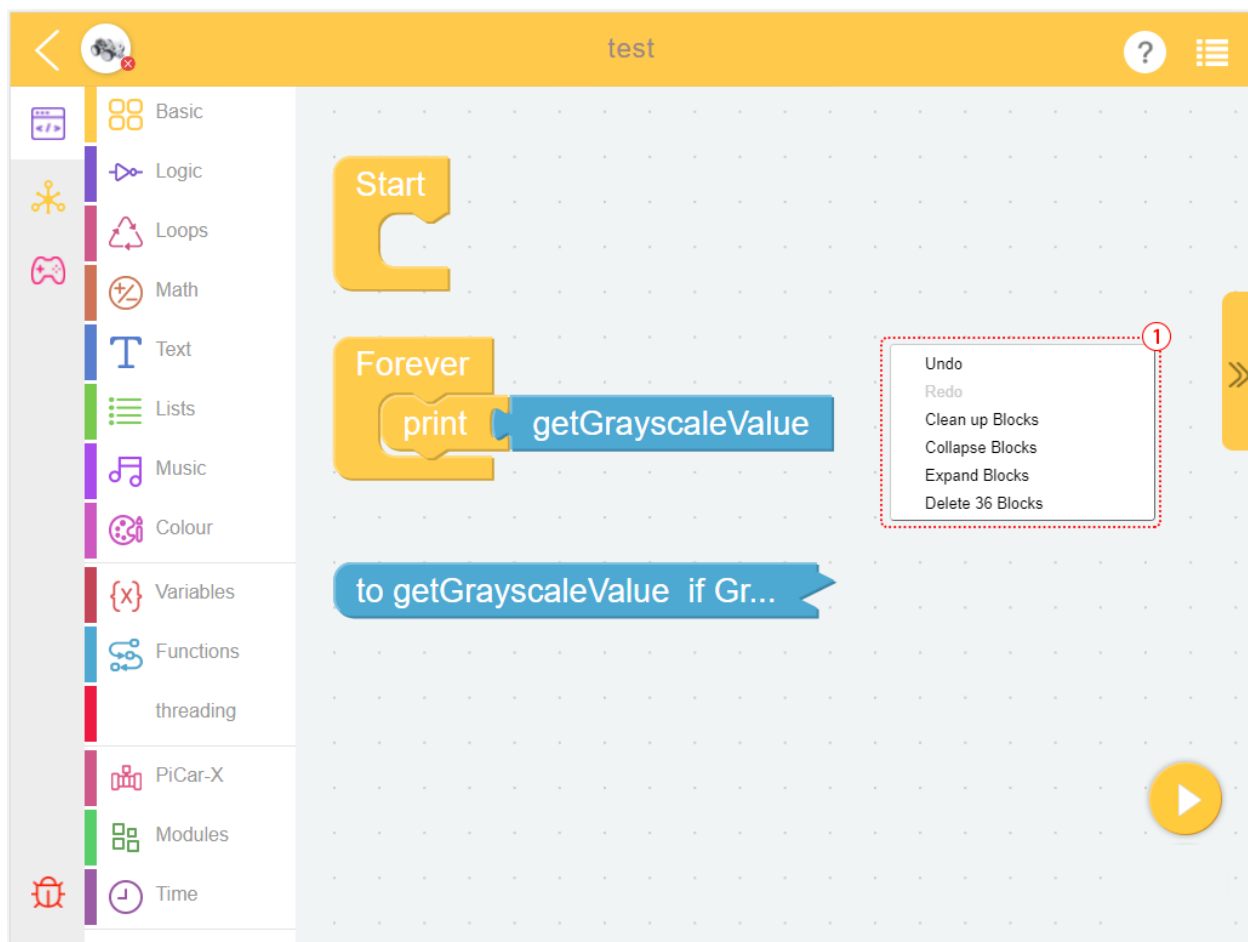 test
?
Basic
Logic
Loops
Math
Text
Lists
Music
Colour
Variables
Functions
threading
PiCar-X
Modules
Time
Start
Forever
print getGrayscaleValue
to getGrayscaleValue if Gr...
1
Undo
Redo
Clean up Blocks
Collapse Blocks
Expand Blocks
Delete 36 Blocks